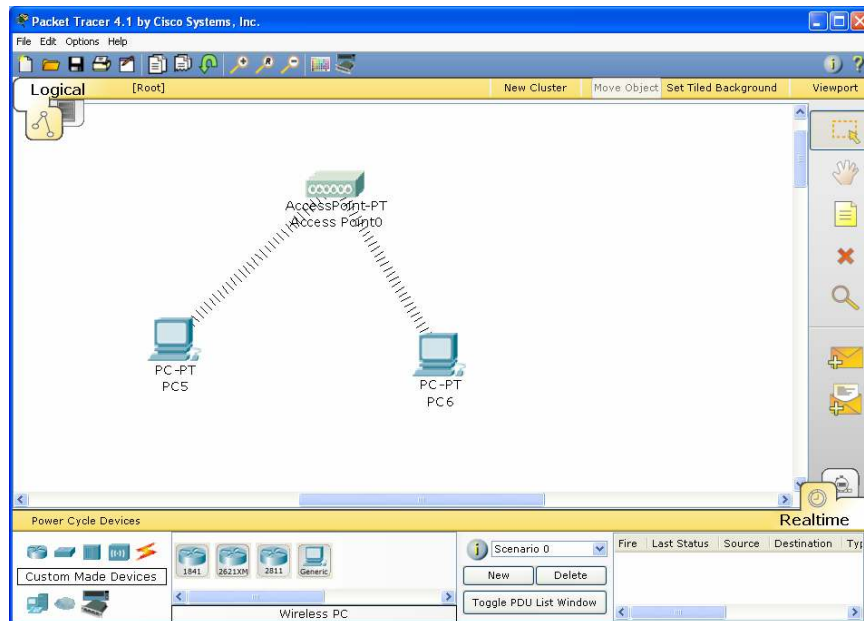 Packet Tracer 4.1 by Cisco Systems, Inc.
File Edit Options Help
Logical [Root] New Cluster Move Object Set Tiled Background Viewport
AccessPoint-PT
Access Point0
PC-PT
PC5
PC-PT
PC6
Power Cycle Devices Realtime
Custom Made Devices
1841 2621XM 2811 Generic
Wireless PC
Scenario 0
New Delete
Toggle PDU List Window
Fire Last Status Source Destination Typ